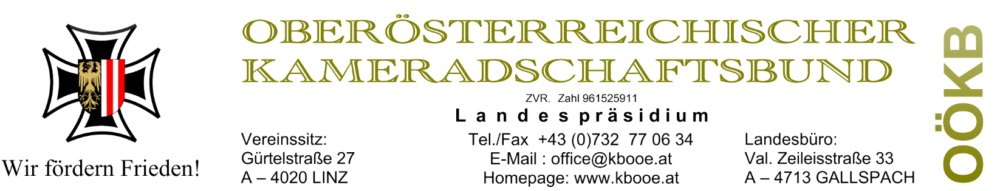 OBERÖSTERREICHISCHER
KAMERADSCHAFTSBUND
OÖKB
ZVR. Zahl 961525911
Landespräsidium
Wir fördern Frieden!
Vereinssitz:
Gürtelstraße 27
A – 4020 LINZ
Tel./Fax +43 (0)732 77 06 34
E-Mail : office@kbooe.at
Homepage: www.kbooe.at
Landesbüro:
Val. Zeileisstraße 33
A – 4713 GALLSPACH